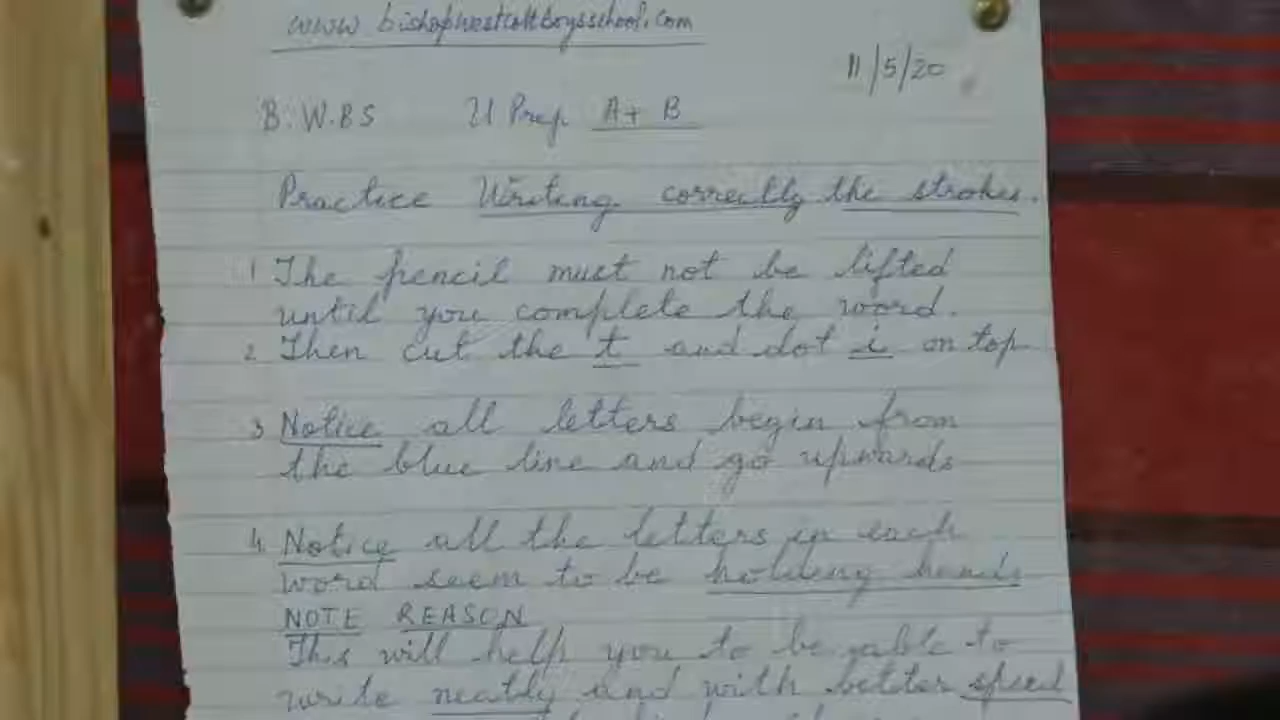 www bishopwestcottboysschool.com
11/5/20
B.W.BS U Prep A+ B
Practice Writing correctly the strokes.
1 The pencil must not be lifted
until you complete the word.
2 Then cut the t and dot i on top
3 Notice all letters begin from
the blue line and go upwards
4 Notice all the letters in each
word seem to be holding hands
NOTE REASON
This will help you to be able to
write neatly and with better speed